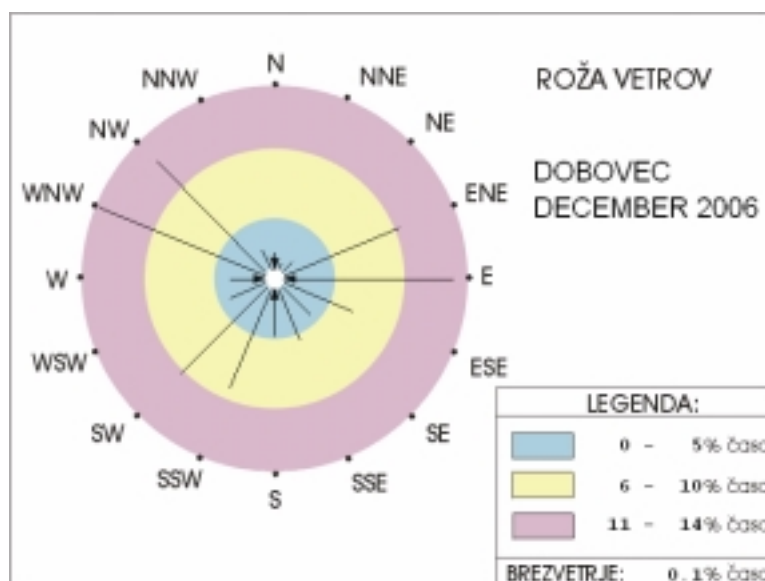 ROŽA VETROV
DOBOVEC
DECEMBER 2006
N
NNE
NE
ENE
E
ESE
SE
SSE
S
SSW
SW
WSW
W
WNW
NW
NNW
LEGENDA:
0 - 5% časa
6 - 10% časa
11 - 14% časa
BREZVETRJE: 0.1% časa